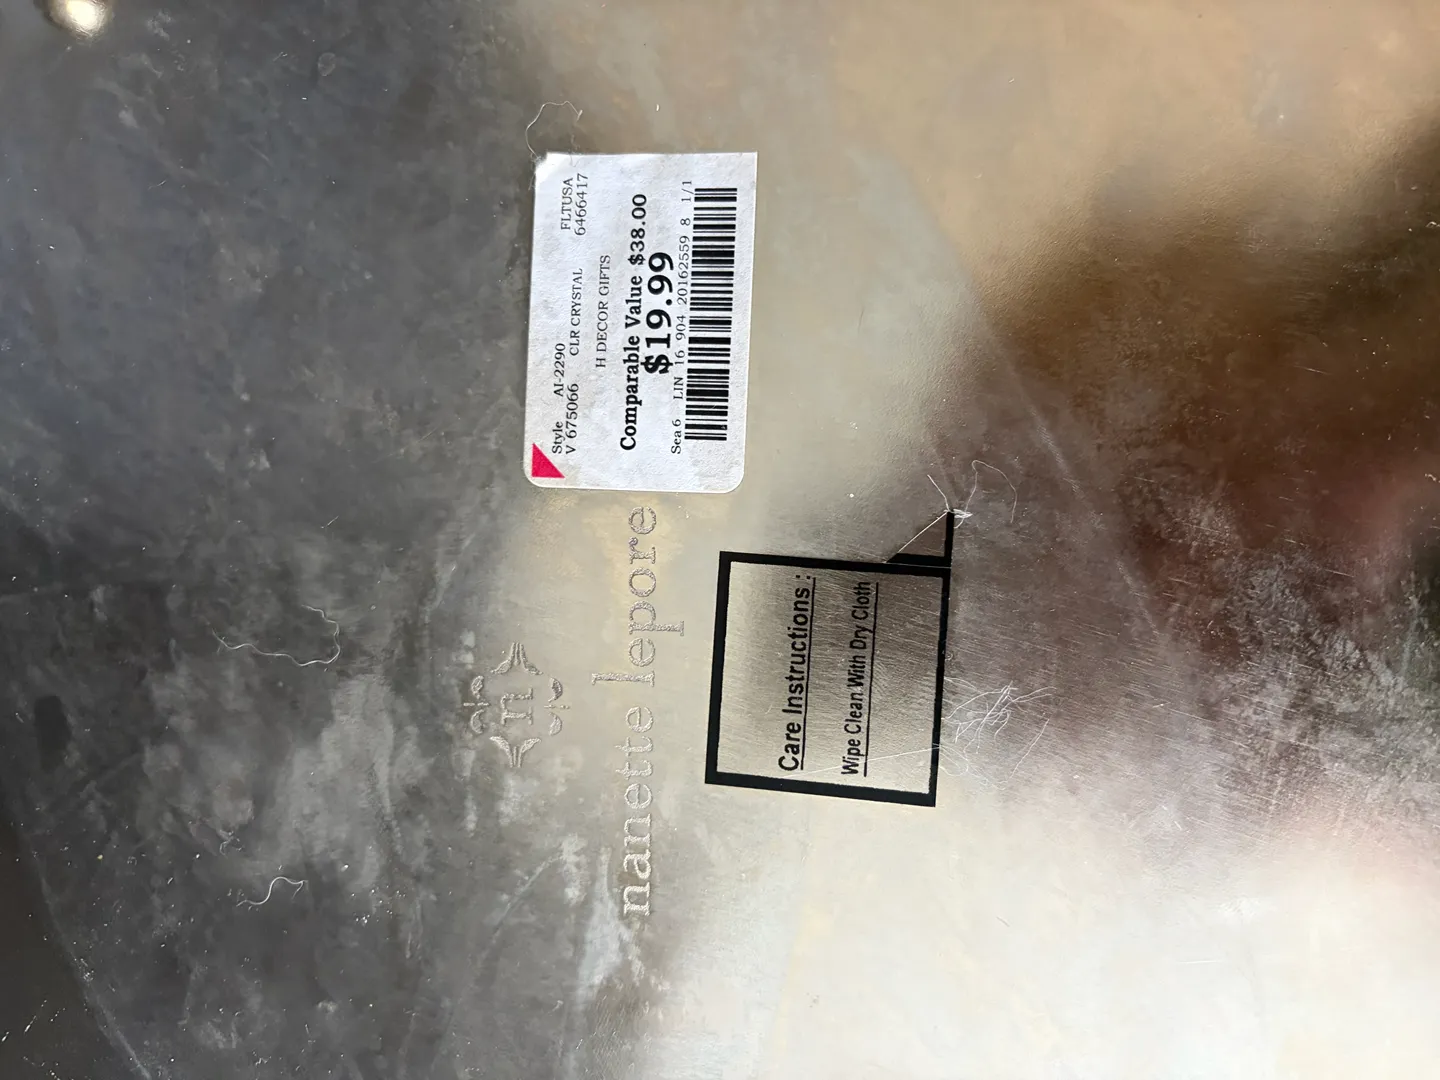 Style AI-2290 FLTUSA
V 675066 CLR CRYSTAL 6466417
H DECOR GIFTS
Comparable Value $38.00
$19.99
Sea 6 LIN 16 904 20162559 8 1/1
n
manette lepore
Care Instructions:
Wipe Clean With Dry Cloth